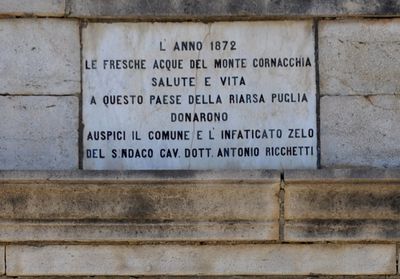 L'ANNO 1872
LE FRESCHE ACQUE DEL MONTE CORNACCHIA
SALUTE E VITA
A QUESTO PAESE DELLA RIARSA PUGLIA
DONARONO
AUSPICI IL COMUNE E L'INFATICATO ZELO
DEL SINDACO CAV. DOTT. ANTONIO RICCHETTI